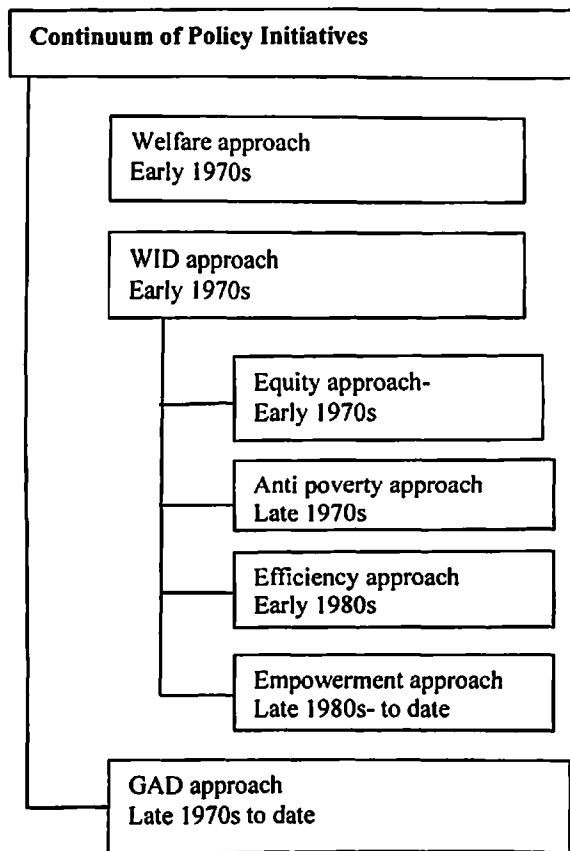 Continuum of Policy Initiatives
Welfare approach
Early 1970s
WID approach
Early 1970s
Equity approach-
Early 1970s
Anti poverty approach
Late 1970s
Efficiency approach
Early 1980s
Empowerment approach
Late 1980s- to date
GAD approach
Late 1970s to date